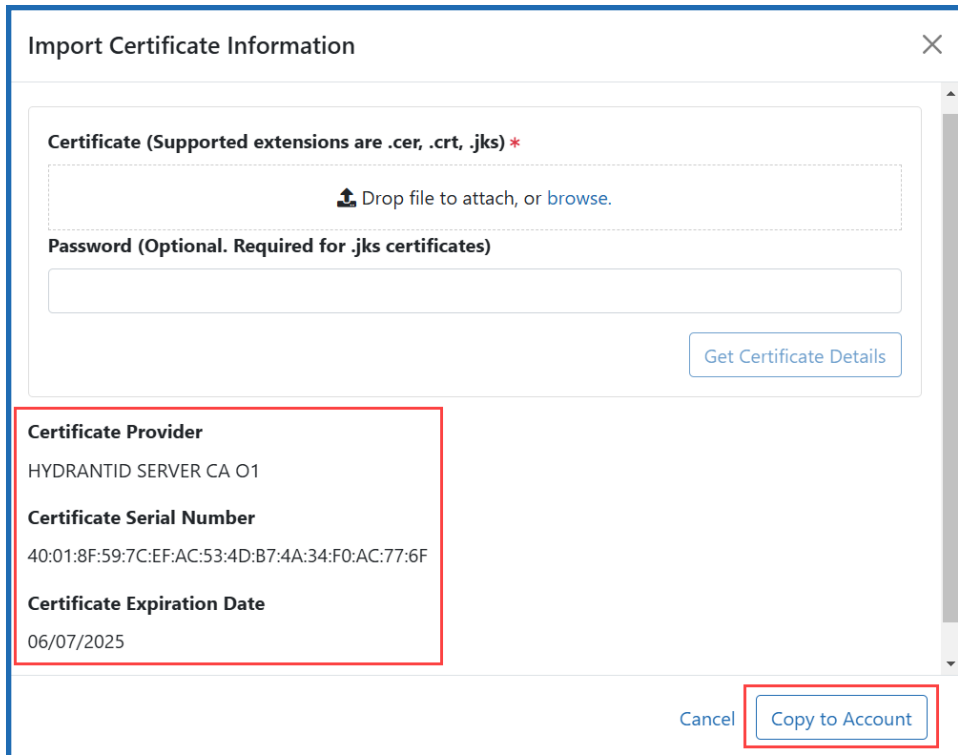 Import Certificate Information
Certificate (Supported extensions are .cer, .crt, .jks) *
Drop file to attach, or browse.
Password (Optional. Required for .jks certificates)
Get Certificate Details
Certificate Provider
HYDRANTID SERVER CA O1
Certificate Serial Number
40:01:8F:59:7C:EF:AC:53:4D:B7:4A:34:F0:AC:77:6F
Certificate Expiration Date
06/07/2025
Cancel Copy to Account